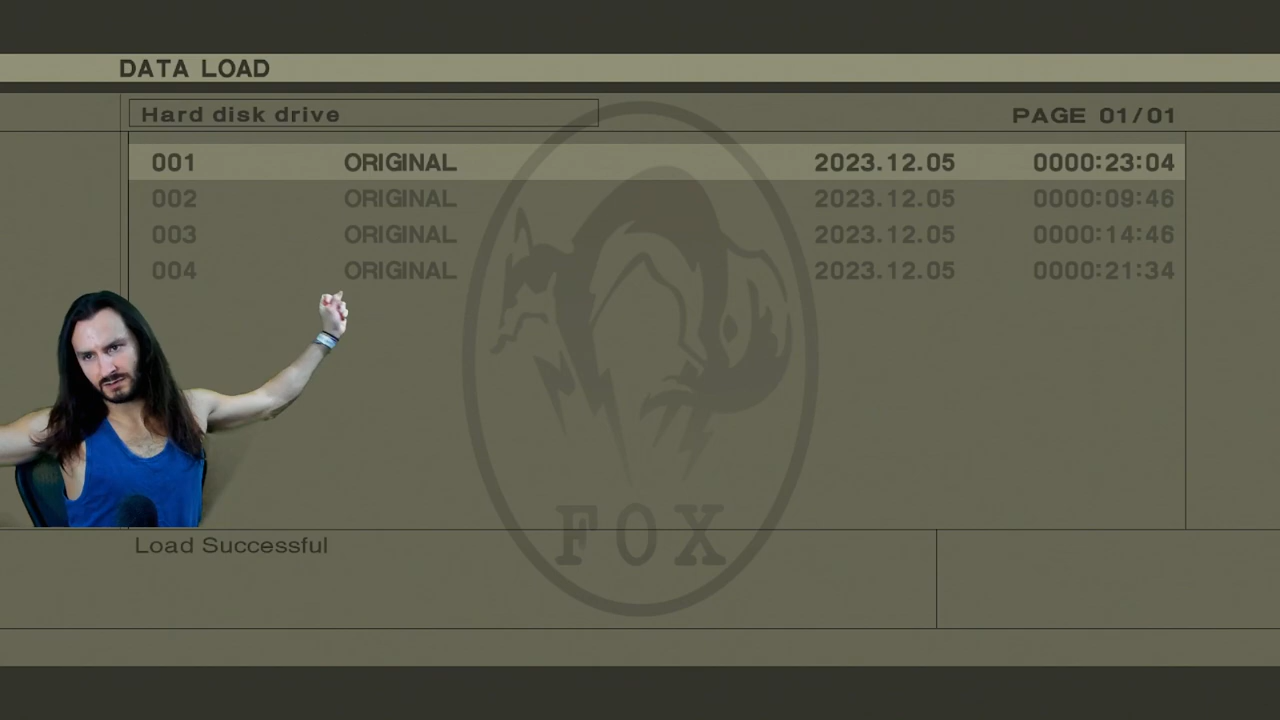 DATA LOAD
Hard disk drive PAGE 01/01
001 ORIGINAL 2023.12.05 0000:23:04
002 ORIGINAL 2023.12.05 0000:09:46
003 ORIGINAL 2023.12.05 0000:14:46
004 ORIGINAL 2023.12.05 0000:21:34
FOX
Load Successful